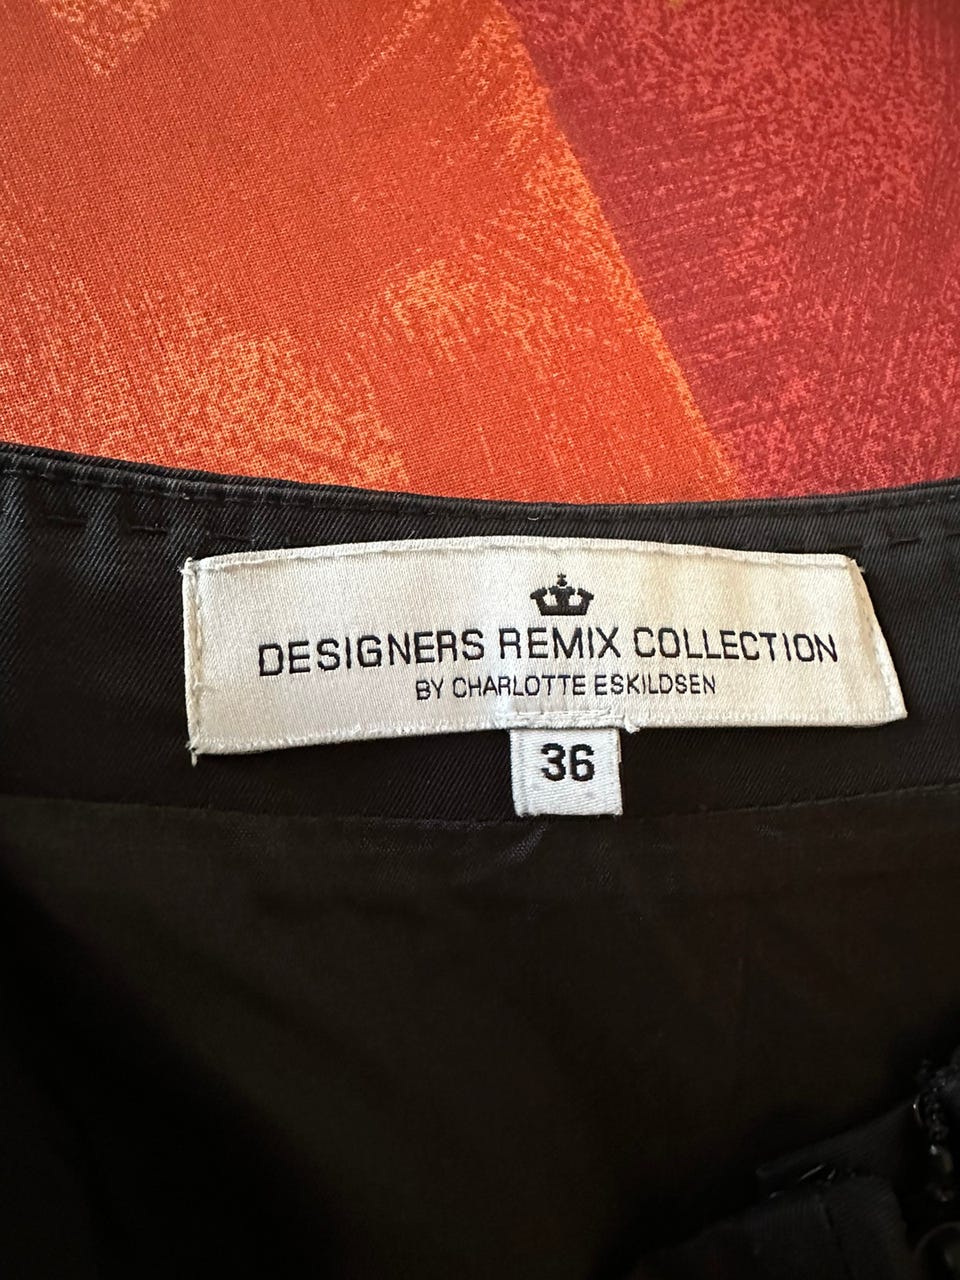 DESIGNERS REMIX COLLECTION
BY CHARLOTTE ESKILDSEN
36